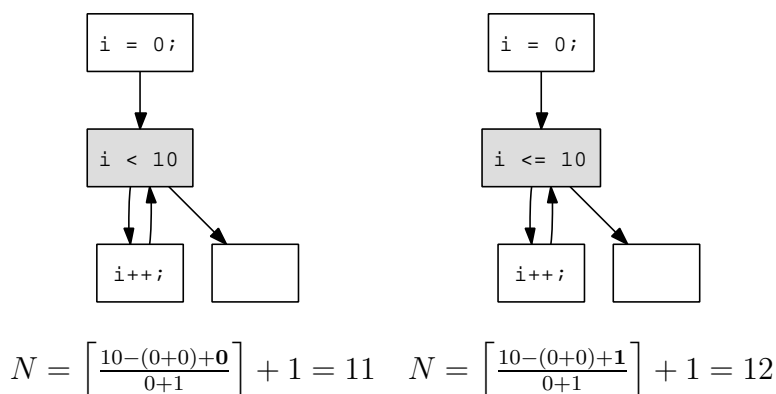 i = 0;
i < 10
i++;
N = ⌈(10−(0+0)+0)/(0+1)⌉ + 1 = 11
i = 0;
i <= 10
i++;
N = ⌈(10−(0+0)+1)/(0+1)⌉ + 1 = 12